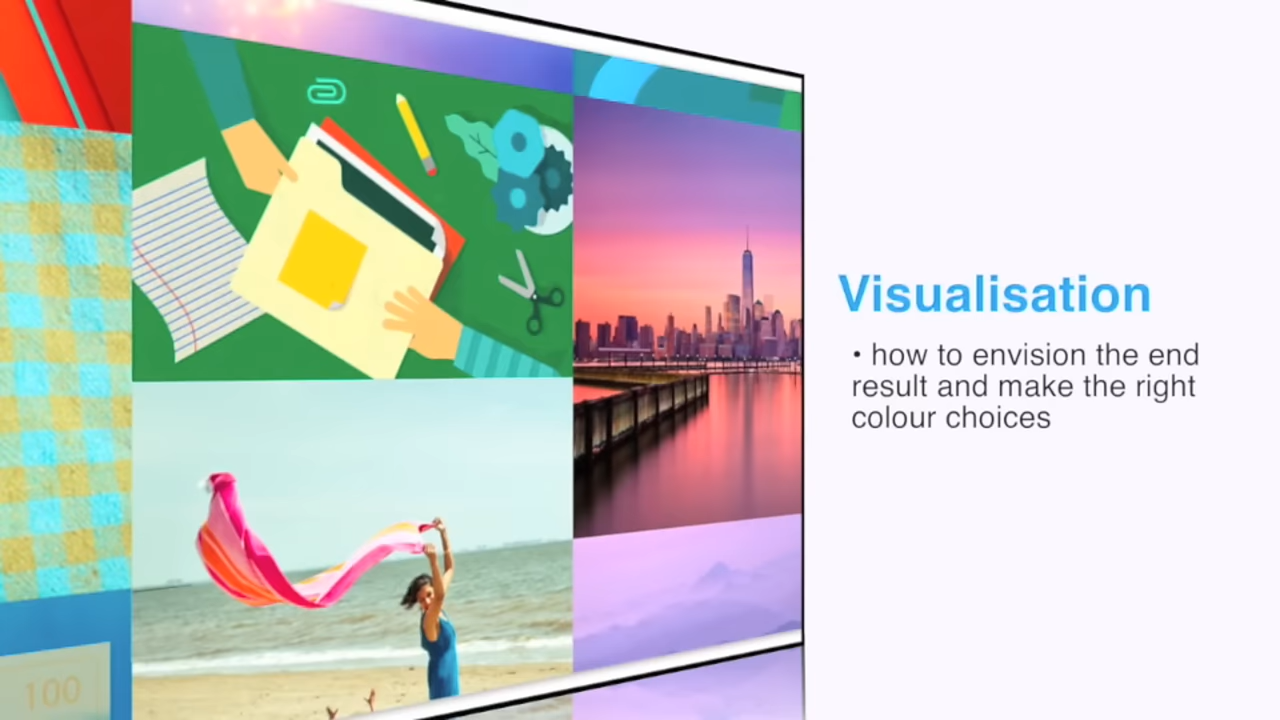 Visualisation
• how to envision the end
result and make the right
colour choices
100